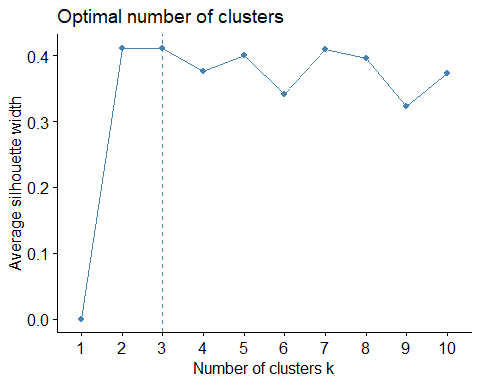 Optimal number of clusters
Average silhouette width
0.4
0.3
0.2
0.1
0.0
1 2 3 4 5 6 7 8 9 10
Number of clusters k